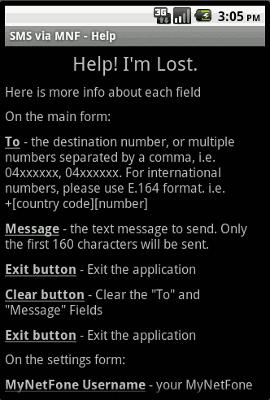 3G 3:05 PM
SMS via MNF - Help
Help! I'm Lost.
Here is more info about each field
On the main form:
To - the destination number, or multiple
numbers separated by a comma, i.e.
04xxxxxx, 04xxxxxx. For international
numbers, please use E.164 format. i.e.
+[country code][number]
Message - the text message to send. Only
the first 160 characters will be sent.
Exit button - Exit the application
Clear button - Clear the "To" and
"Message" Fields
Exit button - Exit the application
On the settings form:
MyNetFone Username - your MyNetFone